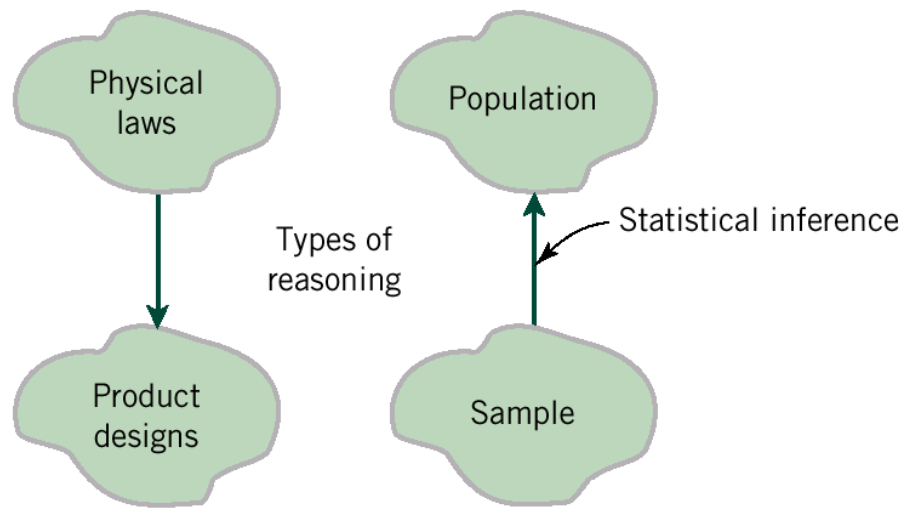 Physical
laws
Population
Types of
reasoning
Statistical inference
Product
designs
Sample